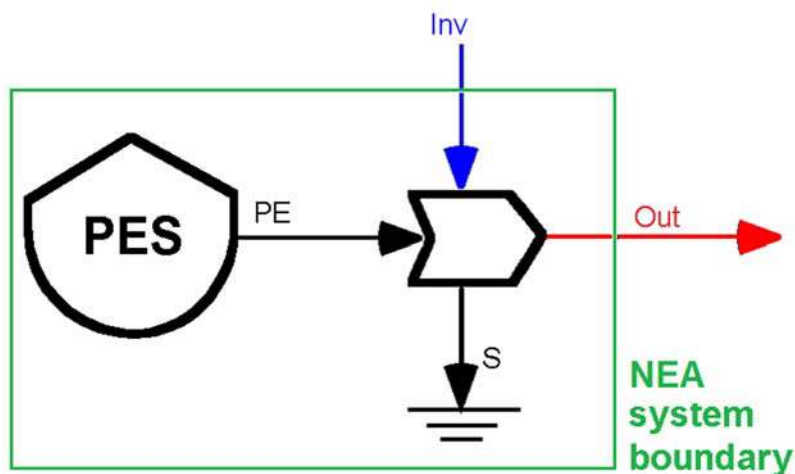 Inv
PES
PE
Out
S
NEA
system
boundary